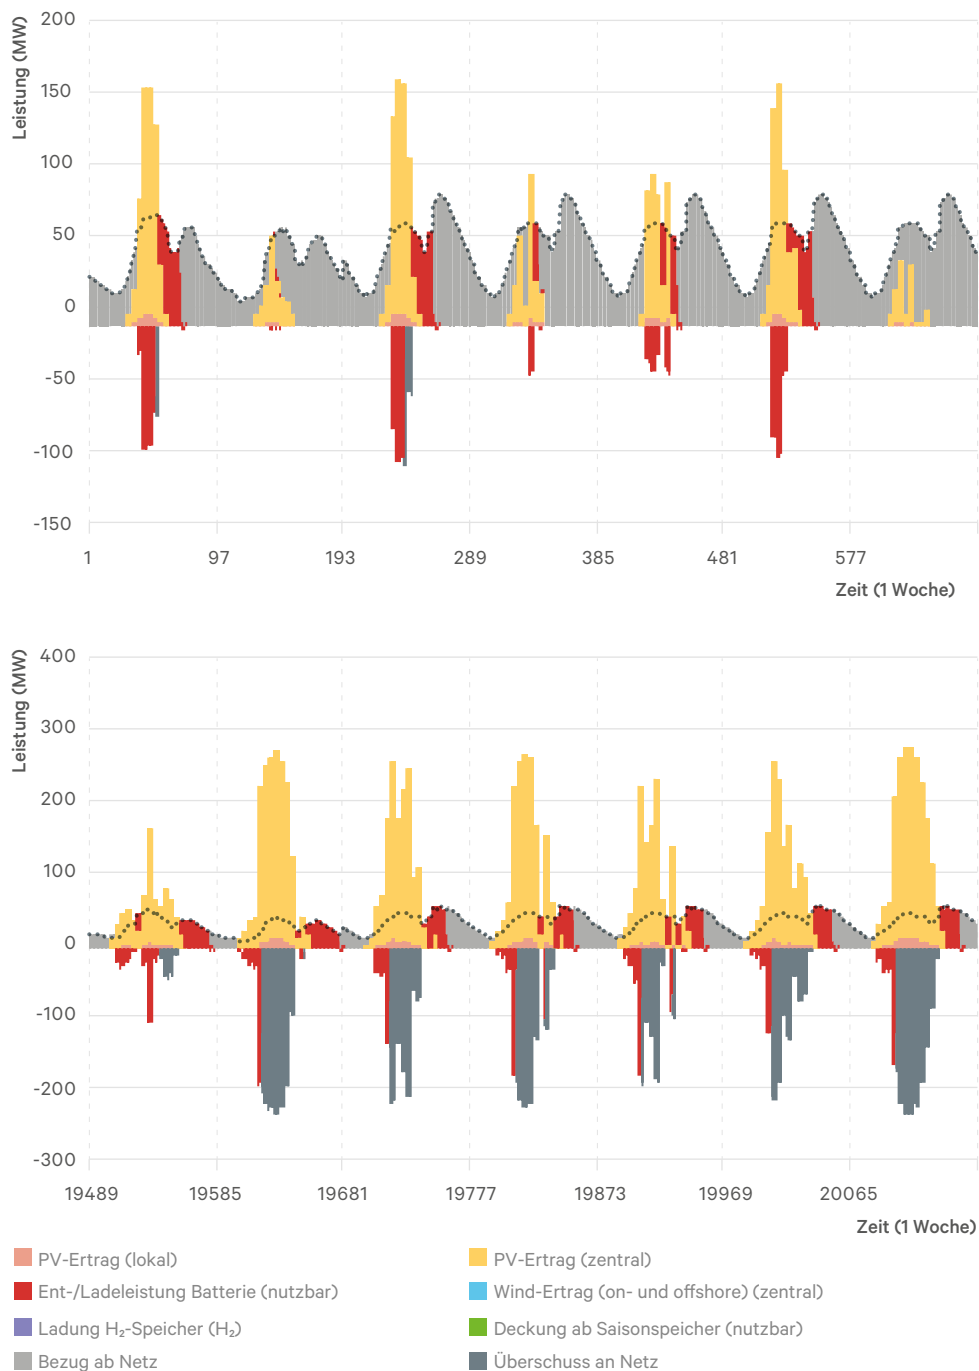 Leistung (MW)
200
150
100
50
0
-50
-100
-150
1 97 193 289 385 481 577
Zeit (1 Woche)
Leistung (MW)
400
300
200
100
0
-100
-200
-300
19489 19585 19681 19777 19873 19969 20065
Zeit (1 Woche)
PV-Ertrag (lokal) PV-Ertrag (zentral)
Ent-/Ladeleistung Batterie (nutzbar) Wind-Ertrag (on- und offshore) (zentral)
Ladung H₂-Speicher (H₂) Deckung ab Saisonspeicher (nutzbar)
Bezug ab Netz Überschuss an Netz